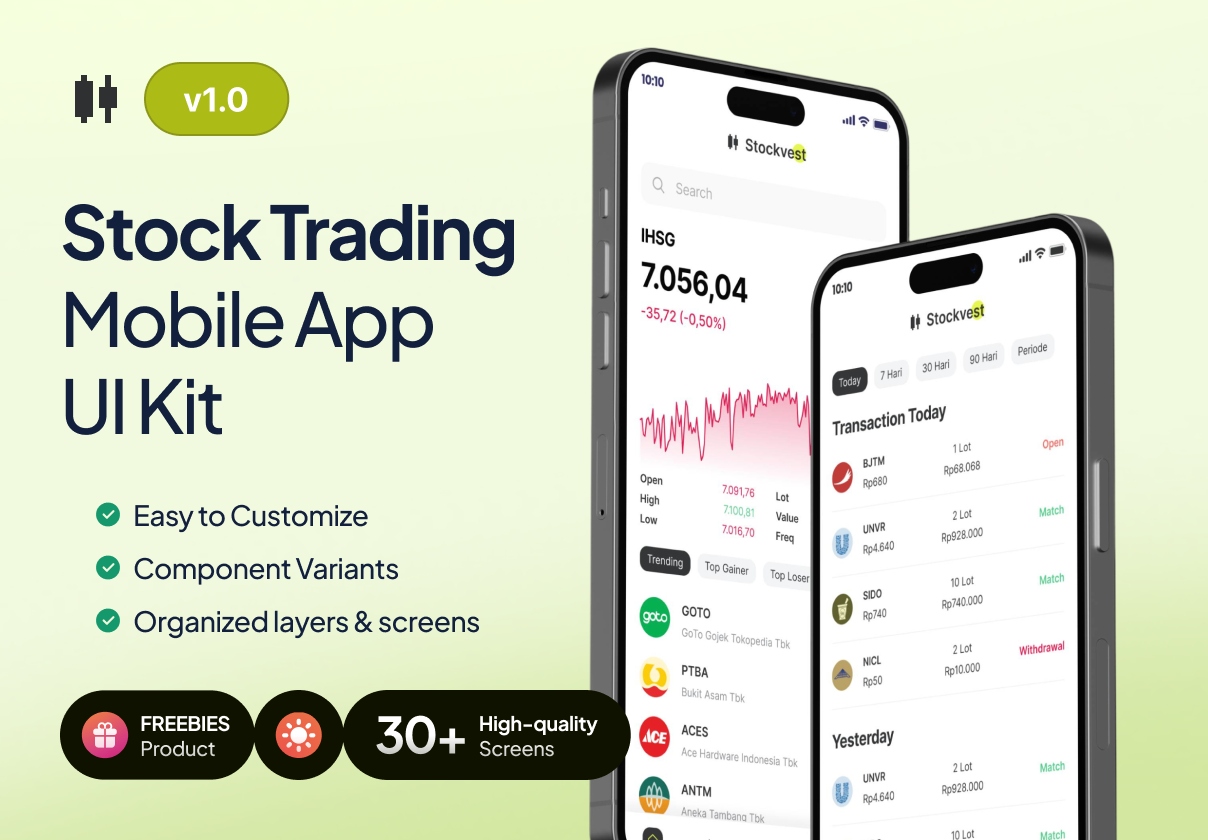 v1.0
Stock Trading
Mobile App
UI Kit
Easy to Customize
Component Variants
Organized layers & screens
FREEBIES
Product
30+
High-quality
Screens
10:10
Stockvest
Search
IHSG
7.056,04
-35,72 (-0,50%)
Open 7.091,76 Lot
High 7.100,81 Value
Low 7.016,70 Freq
Trending Top Gainer Top Loser
goto
GOTO
GoTo Gojek Tokopedia Tbk
PTBA
Bukit Asam Tbk
ACE
ACES
Ace Hardware Indonesia Tbk
ANTM
Aneka Tambang Tbk
10:10
Stockvest
Today 7 Hari 30 Hari 90 Hari Periode
Transaction Today
BJTM 1 Lot Open
Rp680 Rp68.068
UNVR 2 Lot Match
Rp4.640 Rp928.000
SIDO 10 Lot Match
Rp740 Rp740.000
NICL 2 Lot Withdrawal
Rp50 Rp10.000
Yesterday
UNVR 2 Lot Match
Rp4.640 Rp928.000
10 Lot Match